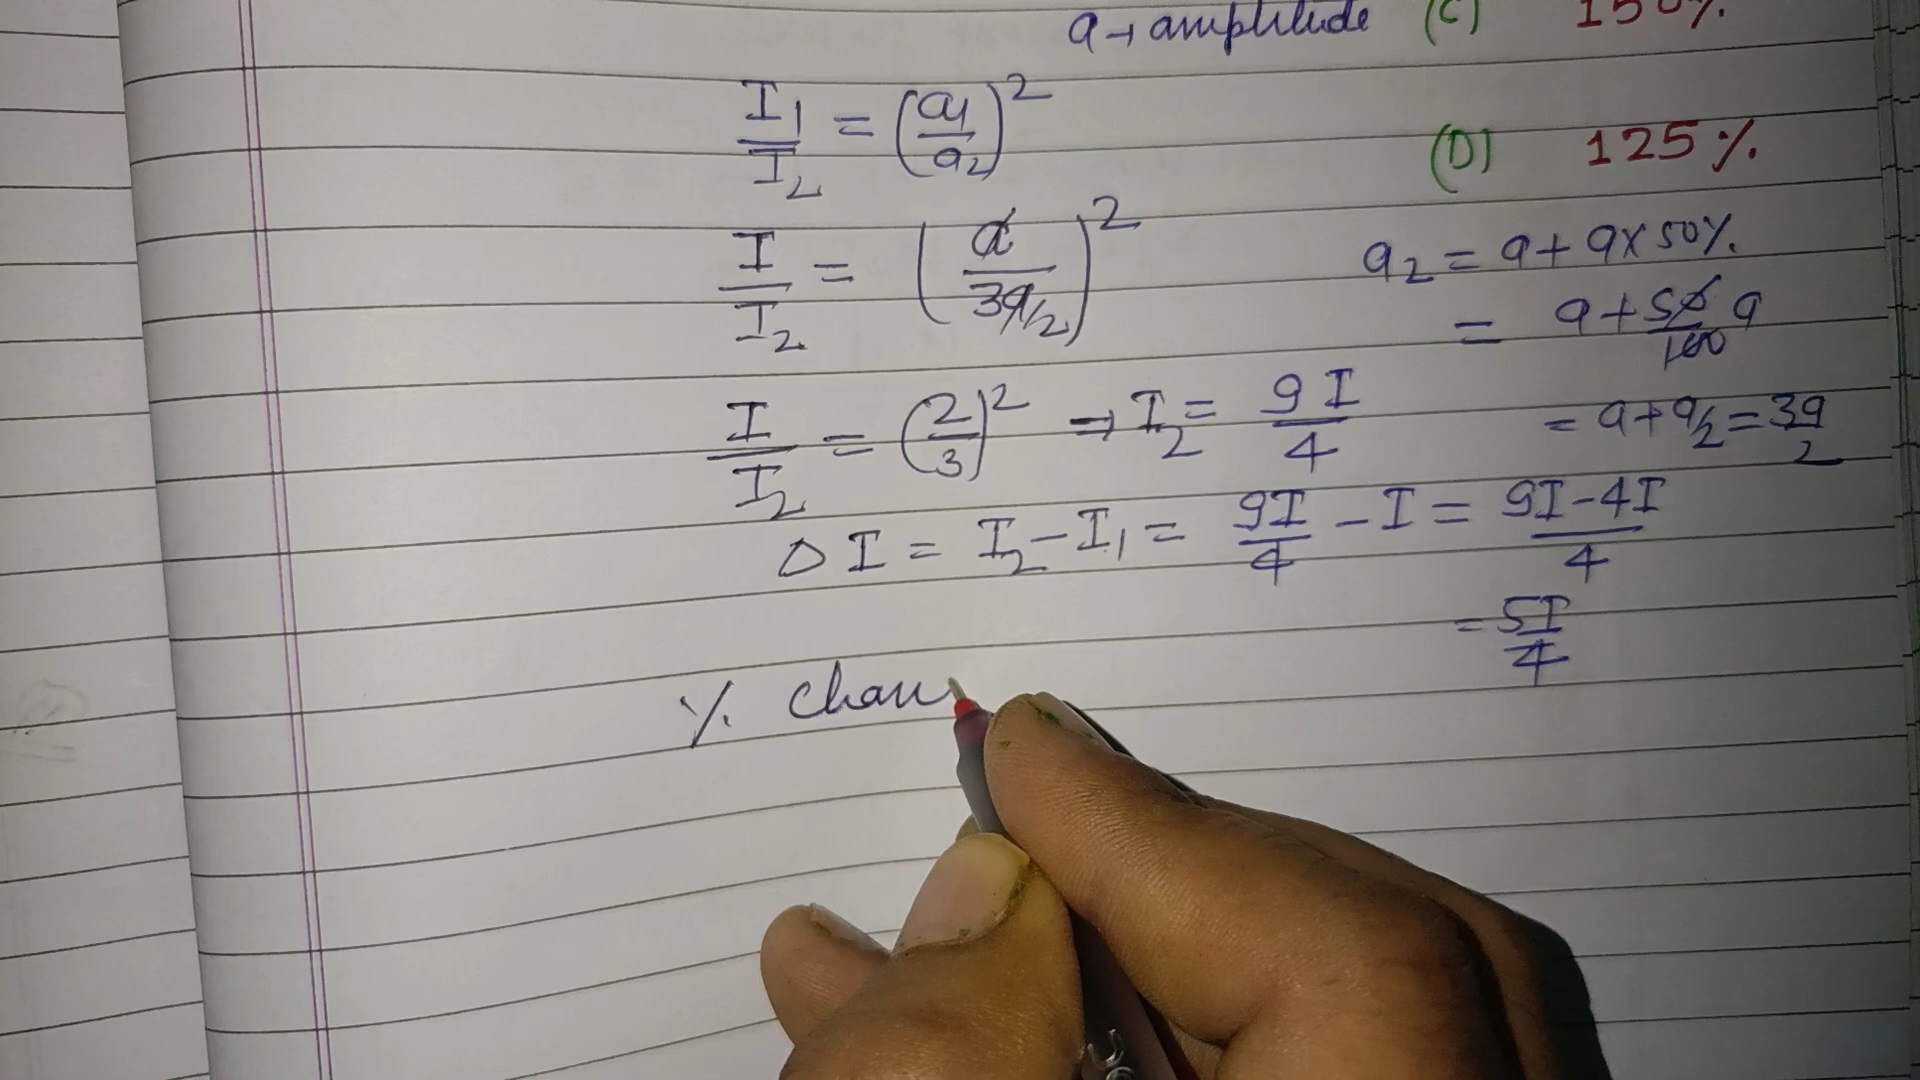 a → amplitude (C) 150%
I1/I2 = (a1/a2)^2
(D) 125%
I/I2 = (a/3a/2)^2
a2 = a + a×50%
= a + 50/100 a
I/I2 = (2/3)^2 ⇒ I2 = 9I/4
= a + a/2 = 3a/2
ΔI = I2 - I1 = 9I/4 - I = 9I-4I/4
= 5I/4
% Chan